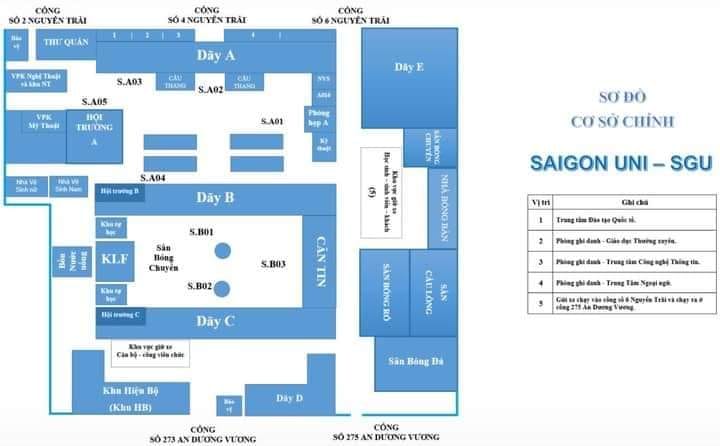 CỔNG
SỐ 2 NGUYỄN TRÃI
CỔNG
SỐ 4 NGUYỄN TRÃI
CỔNG
SỐ 6 NGUYỄN TRÃI
Bảo
vệ
THƯ QUÁN
1
2
3
4
Dãy A
S.A03
CẦU
THANG
S.A02
CẦU
THANG
VPK Nghệ Thuật
và khu NT
S.A05
VPK
Mỹ Thuật
HỘI
TRƯỜNG
A
S.A01
NVS
Phòng
họp A
Kỹ
thuật
S.A04
Nhà Vệ
Sinh nữ
Nhà Vệ
Sinh Nam
Hội trường B
Dãy B
Khu tự
học
S.B01
Bồn
Nước
nóng
KLF
Sân
Bóng
Chuyền
S.B03
CĂN TIN
S.B02
Khu tự
học
Hội trường C
Dãy C
Khu vực giữ xe
Cán bộ - công viên chức
Khu Hiệu Bộ
(Khu HB)
Bảo
vệ
Dãy D
CỔNG
SỐ 273 AN DƯƠNG VƯƠNG
CỔNG
SỐ 275 AN DƯƠNG VƯƠNG
Dãy E
SÂN BÓNG
CHUYỀN
Khu vực giữ xe
Học sinh - sinh viên - khách
(5)
NHÀ BÓNG BÀN
SÂN BÓNG RỔ
SÂN
CẦU LÔNG
Sân Bóng Đá
SƠ ĐỒ
CƠ SỞ CHÍNH
SAIGON UNI – SGU
Vị trí
Ghi chú
1
Trung tâm Đào tạo Quốc tế.
2
Phòng ghi danh - Giáo dục Thường xuyên.
3
Phòng ghi danh - Trung tâm Công nghệ Thông tin.
4
Phòng ghi danh - Trung Tâm Ngoại ngữ.
5
Gửi xe chạy vào cổng số 6 Nguyễn Trãi và chạy ra ở
cổng 275 An Dương Vương.